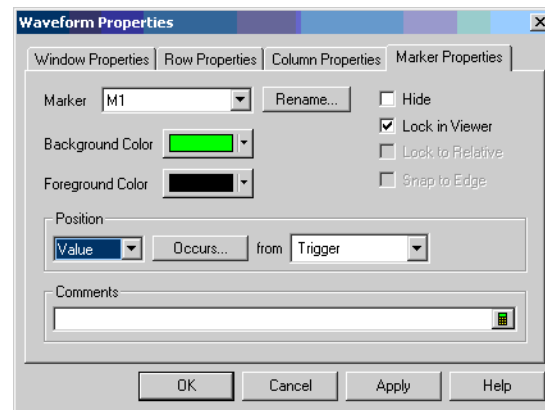 Waveform Properties
Window Properties Row Properties Column Properties Marker Properties
Marker M1 Rename... Hide
Lock in Viewer
Background Color Lock to Relative
Foreground Color Snap to Edge
Position
Value Occurs... from Trigger
Comments
OK Cancel Apply Help